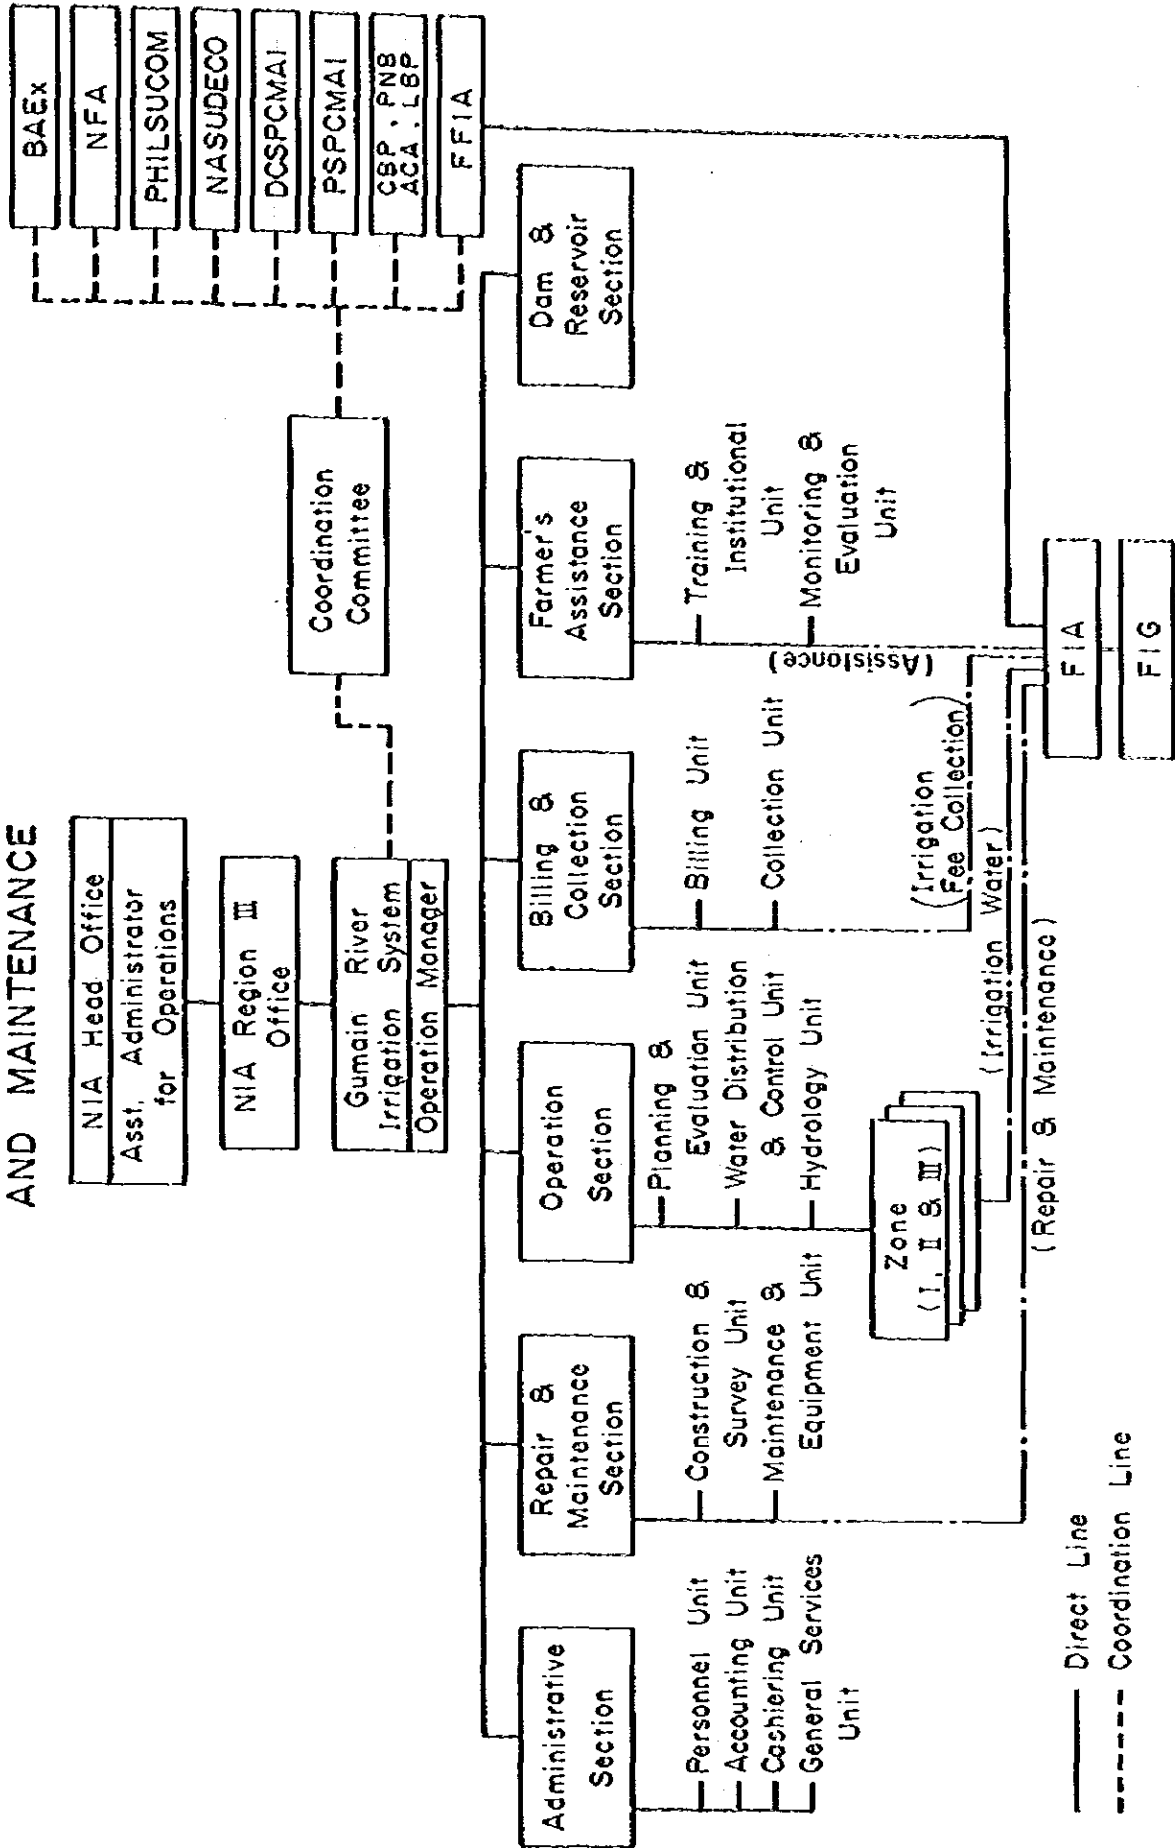 AND MAINTENANCE
NIA Head Office
Asst. Administrator
for Operations
NIA Region III
Office
Gumain River
Irrigation System
Operation Manager
Coordination
Committee
BAEx
NFA
PHILSUCOM
NASUDECO
DCSPCMAI
PSPCMAI
CBP, PNB
ACA, LBP
FFIA
Administrative
Section
Personnel Unit
Accounting Unit
Cashiering Unit
General Services
Unit
Repair &
Maintenance
Section
Construction &
Survey Unit
Maintenance &
Equipment Unit
Operation
Section
Planning &
Evaluation Unit
Water Distribution
& Control Unit
Hydrology Unit
Zone
(I, II & III)
Billing &
Collection
Section
Billing Unit
Collection Unit
Farmer's
Assistance
Section
Training &
Institutional
Unit
Monitoring &
Evaluation
Unit
Dam &
Reservoir
Section
(Assistance)
(Irrigation
Fee Collection)
(Irrigation Water)
(Repair & Maintenance)
FIA
FIG
Direct Line
Coordination Line